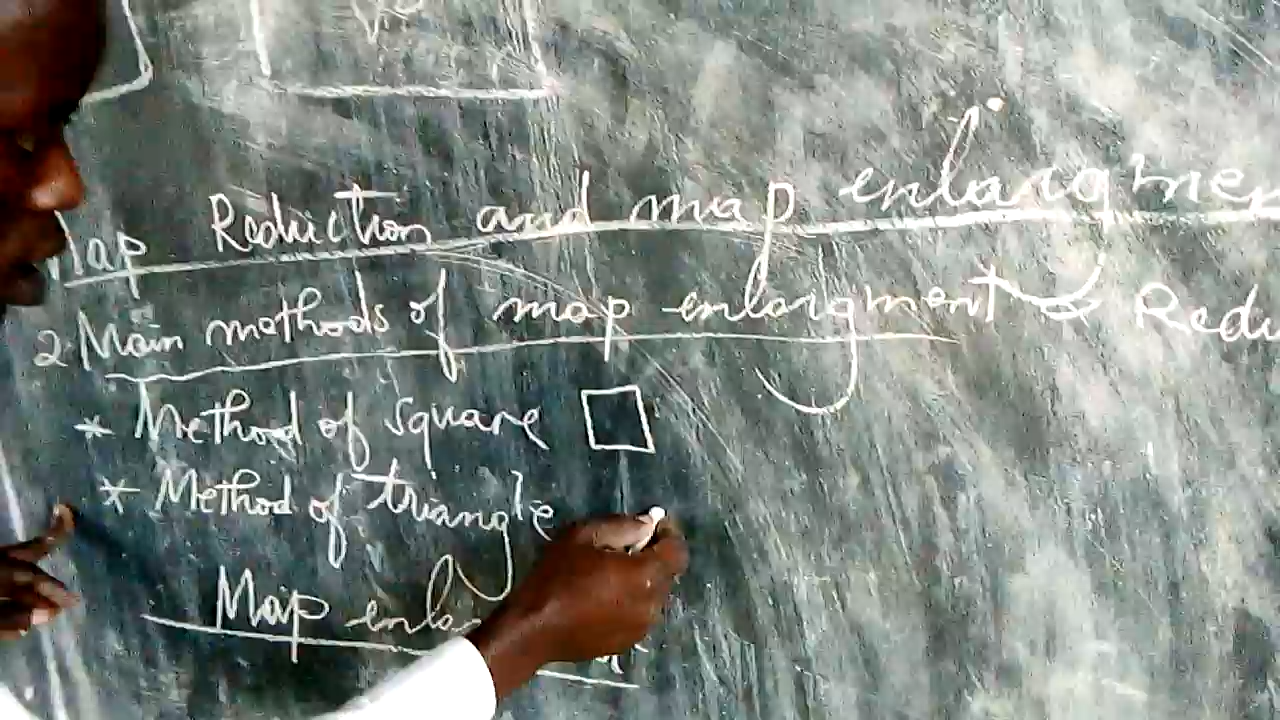 Map Reduction and map enlargmen
2 Main methods of map enlargment & Redu
* Method of square
* Method of triangle
Map enla